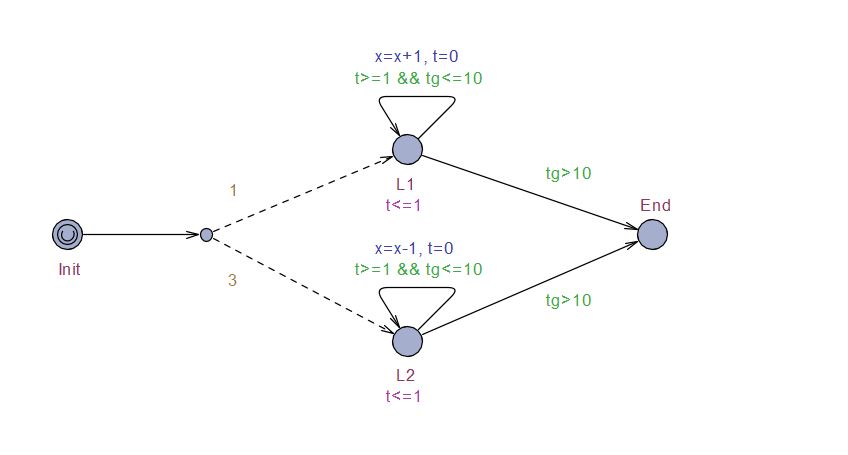 x=x+1, t=0
t>=1 && tg<=10
1
L1
t<=1
tg>10
End
Init
x=x-1, t=0
t>=1 && tg<=10
3
tg>10
L2
t<=1